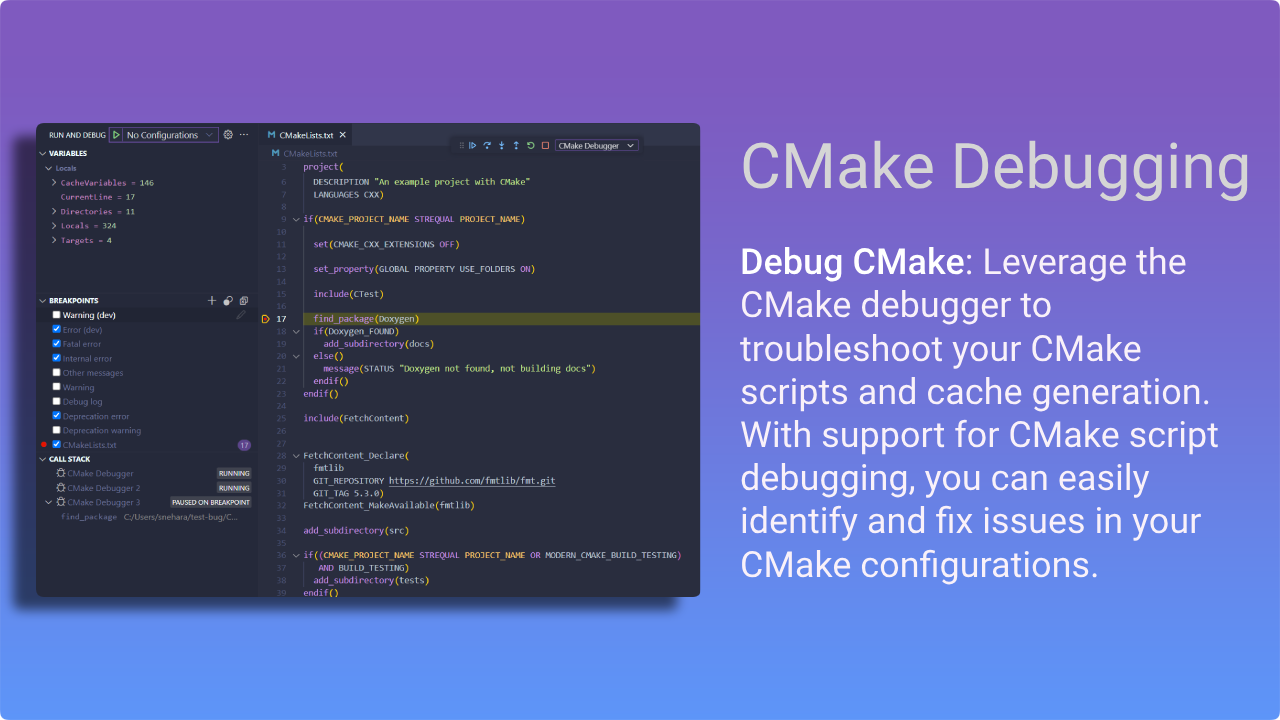 RUN AND DEBUG No Configurations
VARIABLES
Locals
CacheVariables = 146
CurrentLine = 17
Directories = 11
Locals = 324
Targets = 4
BREAKPOINTS
Warning (dev)
Error (dev)
Fatal error
Internal error
Other messages
Warning
Debug log
Deprecation error
Deprecation warning
CMakeLists.txt 17
CALL STACK
CMake Debugger RUNNING
CMake Debugger 2 RUNNING
CMake Debugger 3 PAUSED ON BREAKPOINT
find_package C:/Users/snehara/test-bug/C...
CMakeLists.txt
CMake Debugger
CMakeLists.txt
project(
6 DESCRIPTION "An example project with CMake"
7 LANGUAGES CXX)
8
9 if(CMAKE_PROJECT_NAME STREQUAL PROJECT_NAME)
10
11 set(CMAKE_CXX_EXTENSIONS OFF)
12
13 set_property(GLOBAL PROPERTY USE_FOLDERS ON)
14
15 include(CTest)
16
17 find_package(Doxygen)
18 if(Doxygen_FOUND)
19 add_subdirectory(docs)
20 else()
21 message(STATUS "Doxygen not found, not building docs")
22 endif()
23 endif()
24
25 include(FetchContent)
26
27
28 FetchContent_Declare(
29 fmtlib
30 GIT_REPOSITORY https://github.com/fmtlib/fmt.git
31 GIT_TAG 5.3.0)
32 FetchContent_MakeAvailable(fmtlib)
33
34 add_subdirectory(src)
35
36 if((CMAKE_PROJECT_NAME STREQUAL PROJECT_NAME OR MODERN_CMAKE_BUILD_TESTING)
37 AND BUILD_TESTING)
38 add_subdirectory(tests)
39 endif()
CMake Debugging
Debug CMake: Leverage the
CMake debugger to
troubleshoot your CMake
scripts and cache generation.
With support for CMake script
debugging, you can easily
identify and fix issues in your
CMake configurations.